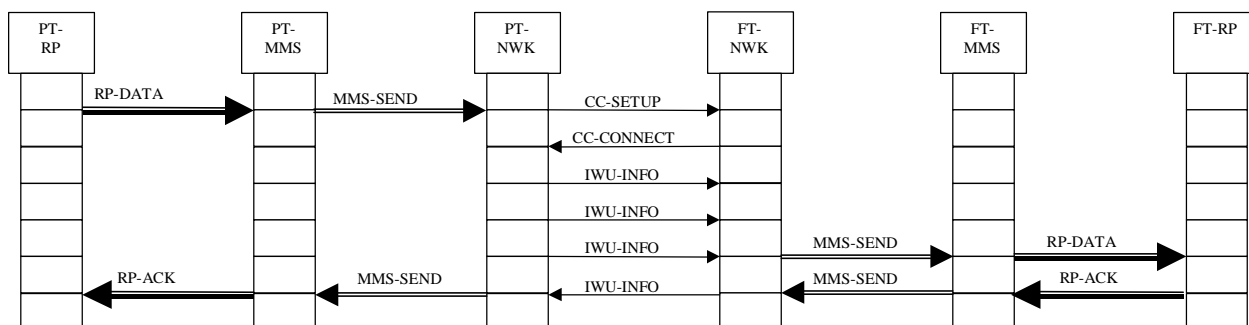 PT-
RP
PT-
MMS
PT-
NWK
FT-
NWK
FT-
MMS
FT-RP
RP-DATA
MMS-SEND
CC-SETUP
CC-CONNECT
IWU-INFO
IWU-INFO
IWU-INFO
MMS-SEND
RP-DATA
RP-ACK
MMS-SEND
IWU-INFO
MMS-SEND
RP-ACK